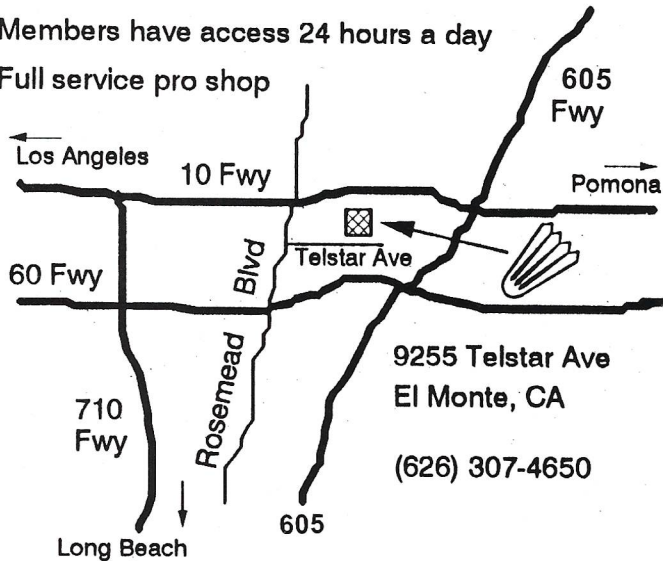 Members have access 24 hours a day
Full service pro shop
605
Fwy
Los Angeles
10 Fwy
Pomona
Telstar Ave
60 Fwy
Rosemead Blvd
9255 Telstar Ave
El Monte, CA
710
Fwy
(626) 307-4650
605
Long Beach